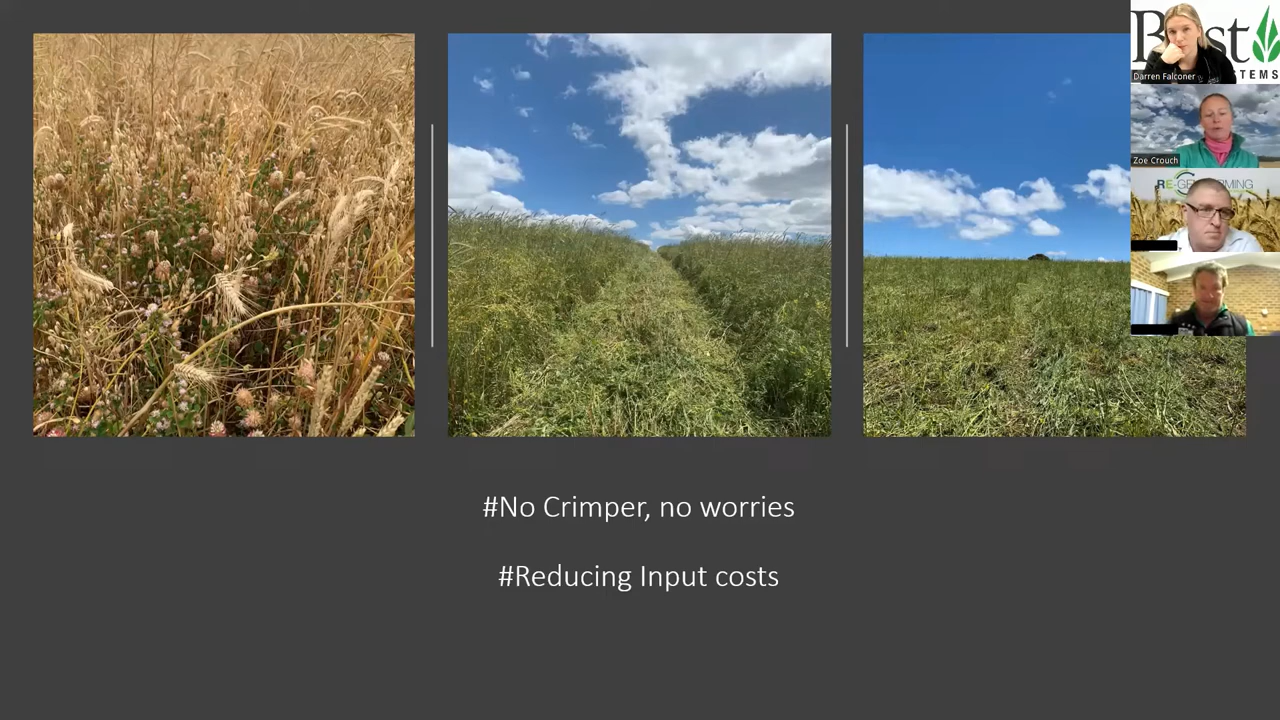 #No Crimper, no worries
#Reducing Input costs
Darren Falconer
Zoe Crouch